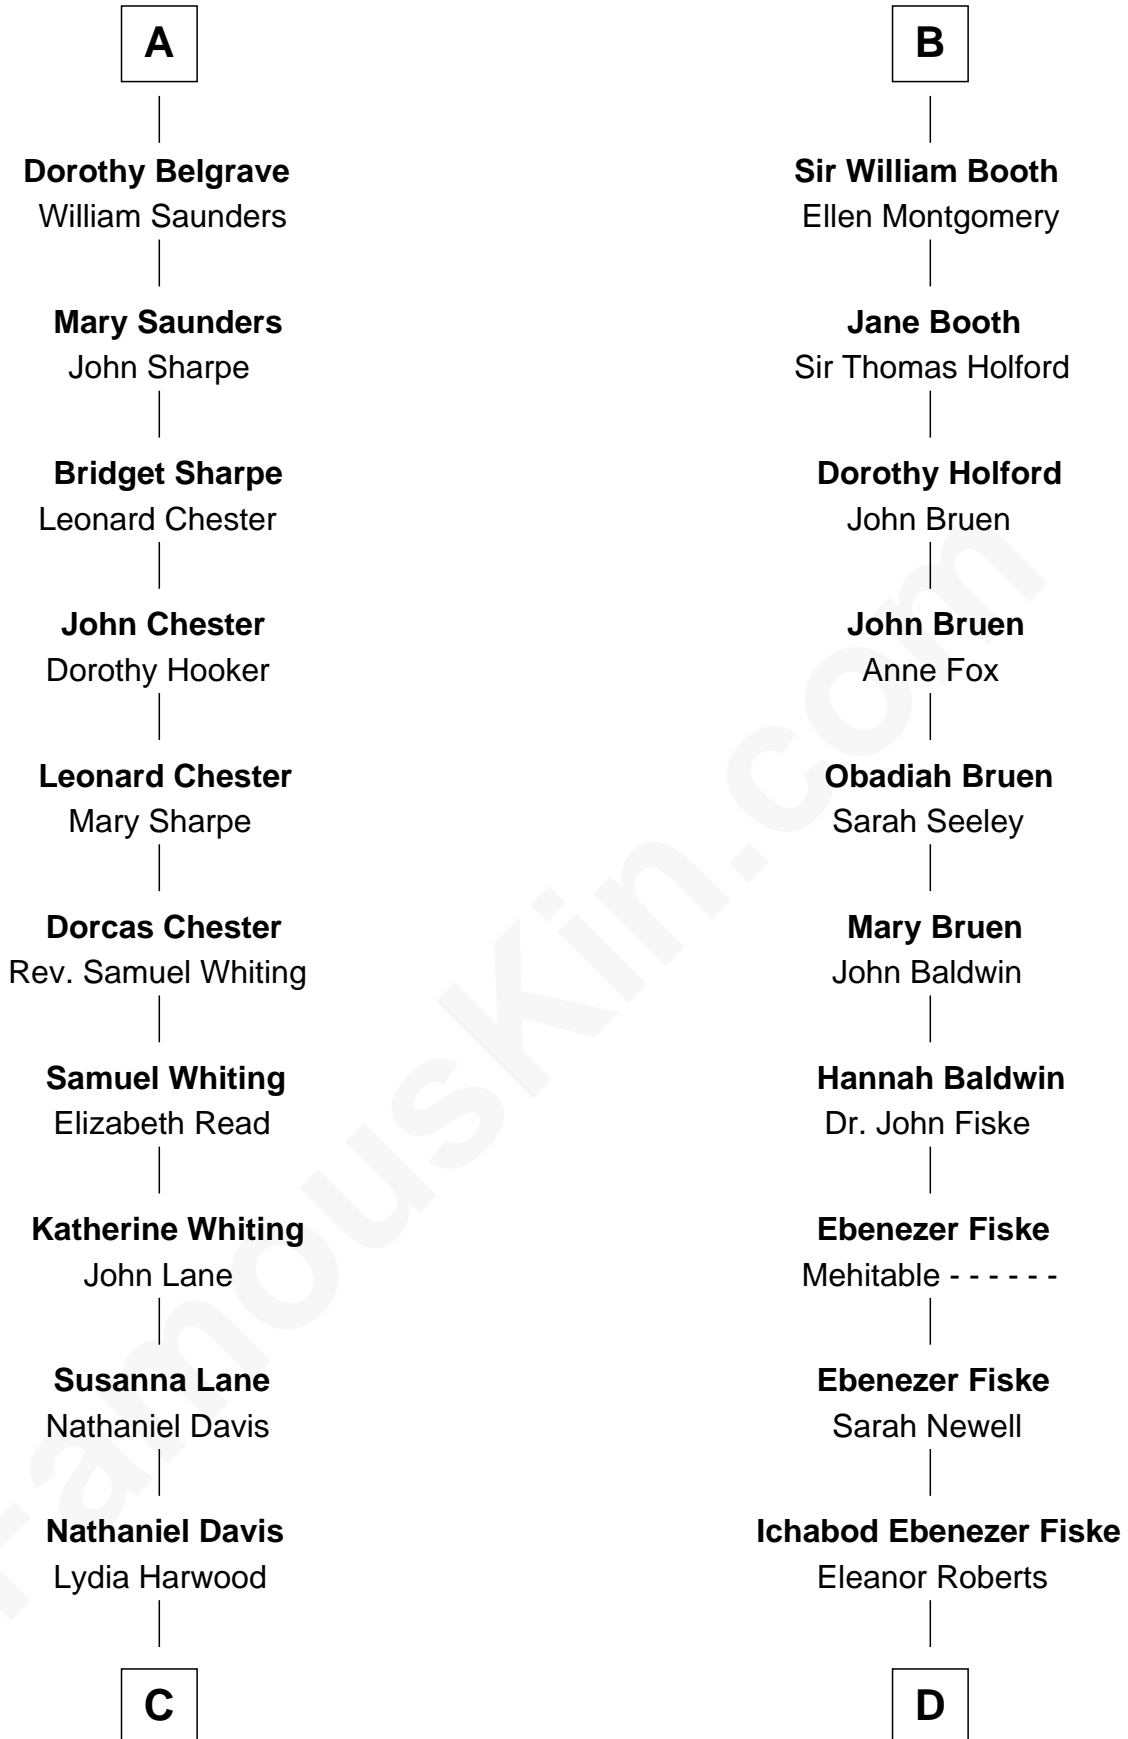 A
Dorothy Belgrave
William Saunders
Mary Saunders
John Sharpe
Bridget Sharpe
Leonard Chester
John Chester
Dorothy Hooker
Leonard Chester
Mary Sharpe
Dorcas Chester
Rev. Samuel Whiting
Samuel Whiting
Elizabeth Read
Katherine Whiting
John Lane
Susanna Lane
Nathaniel Davis
Nathaniel Davis
Lydia Harwood
C
B
Sir William Booth
Ellen Montgomery
Jane Booth
Sir Thomas Holford
Dorothy Holford
John Bruen
John Bruen
Anne Fox
Obadiah Bruen
Sarah Seeley
Mary Bruen
John Baldwin
Hannah Baldwin
Dr. John Fiske
Ebenezer Fiske
Mehitable - - - - - -
Ebenezer Fiske
Sarah Newell
Ichabod Ebenezer Fiske
Eleanor Roberts
D
FamousKin.com